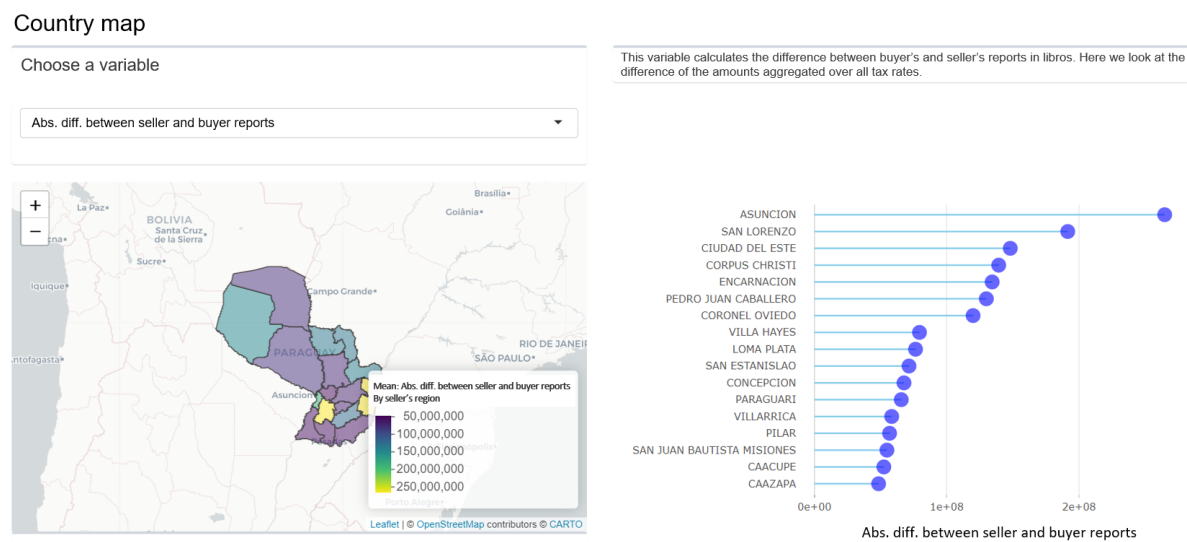 Country map
Choose a variable
Abs. diff. between seller and buyer reports
This variable calculates the difference between buyer's and seller's reports in libros. Here we look at the
difference of the amounts aggregated over all tax rates.
+
−
Brasília
La Paz
Goiânia
BOLIVIA
Santa Cruz
de la Sierra
cna
Sucre
Iquique
Campo Grande
ntofagasta
PARAGUAY
RIO DE JANEIR
SÃO PAULO
Asuncion
Mean: Abs. diff. between seller and buyer reports
By seller's region
50,000,000
100,000,000
150,000,000
200,000,000
250,000,000
Porto Alegre
Leaflet | © OpenStreetMap contributors © CARTO
ASUNCION
SAN LORENZO
CIUDAD DEL ESTE
CORPUS CHRISTI
ENCARNACION
PEDRO JUAN CABALLERO
CORONEL OVIEDO
VILLA HAYES
LOMA PLATA
SAN ESTANISLAO
CONCEPCION
PARAGUARI
VILLARRICA
PILAR
SAN JUAN BAUTISTA MISIONES
CAACUPE
CAAZAPA
0e+00 1e+08 2e+08
Abs. diff. between seller and buyer reports